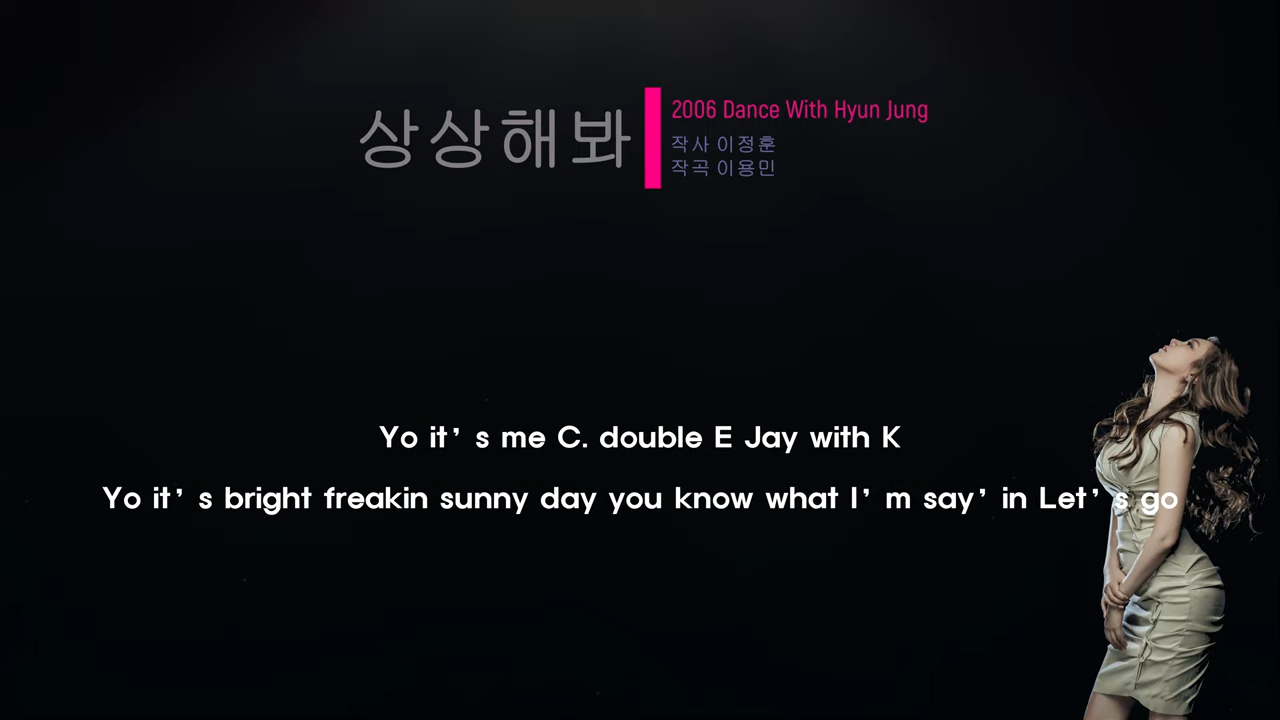 상상해봐
2006 Dance With Hyun Jung
작사 이정훈
작곡 이용민
Yo it’s me C. double E Jay with K
Yo it’s bright freakin sunny day you know what I’m say’in Let’s go